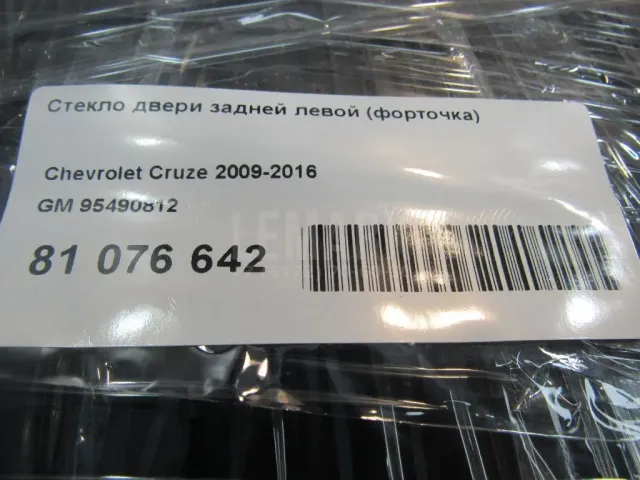 Стекло двери задней левой (форточка)
Chevrolet Cruze 2009-2016
GM 95490812
81 076 642